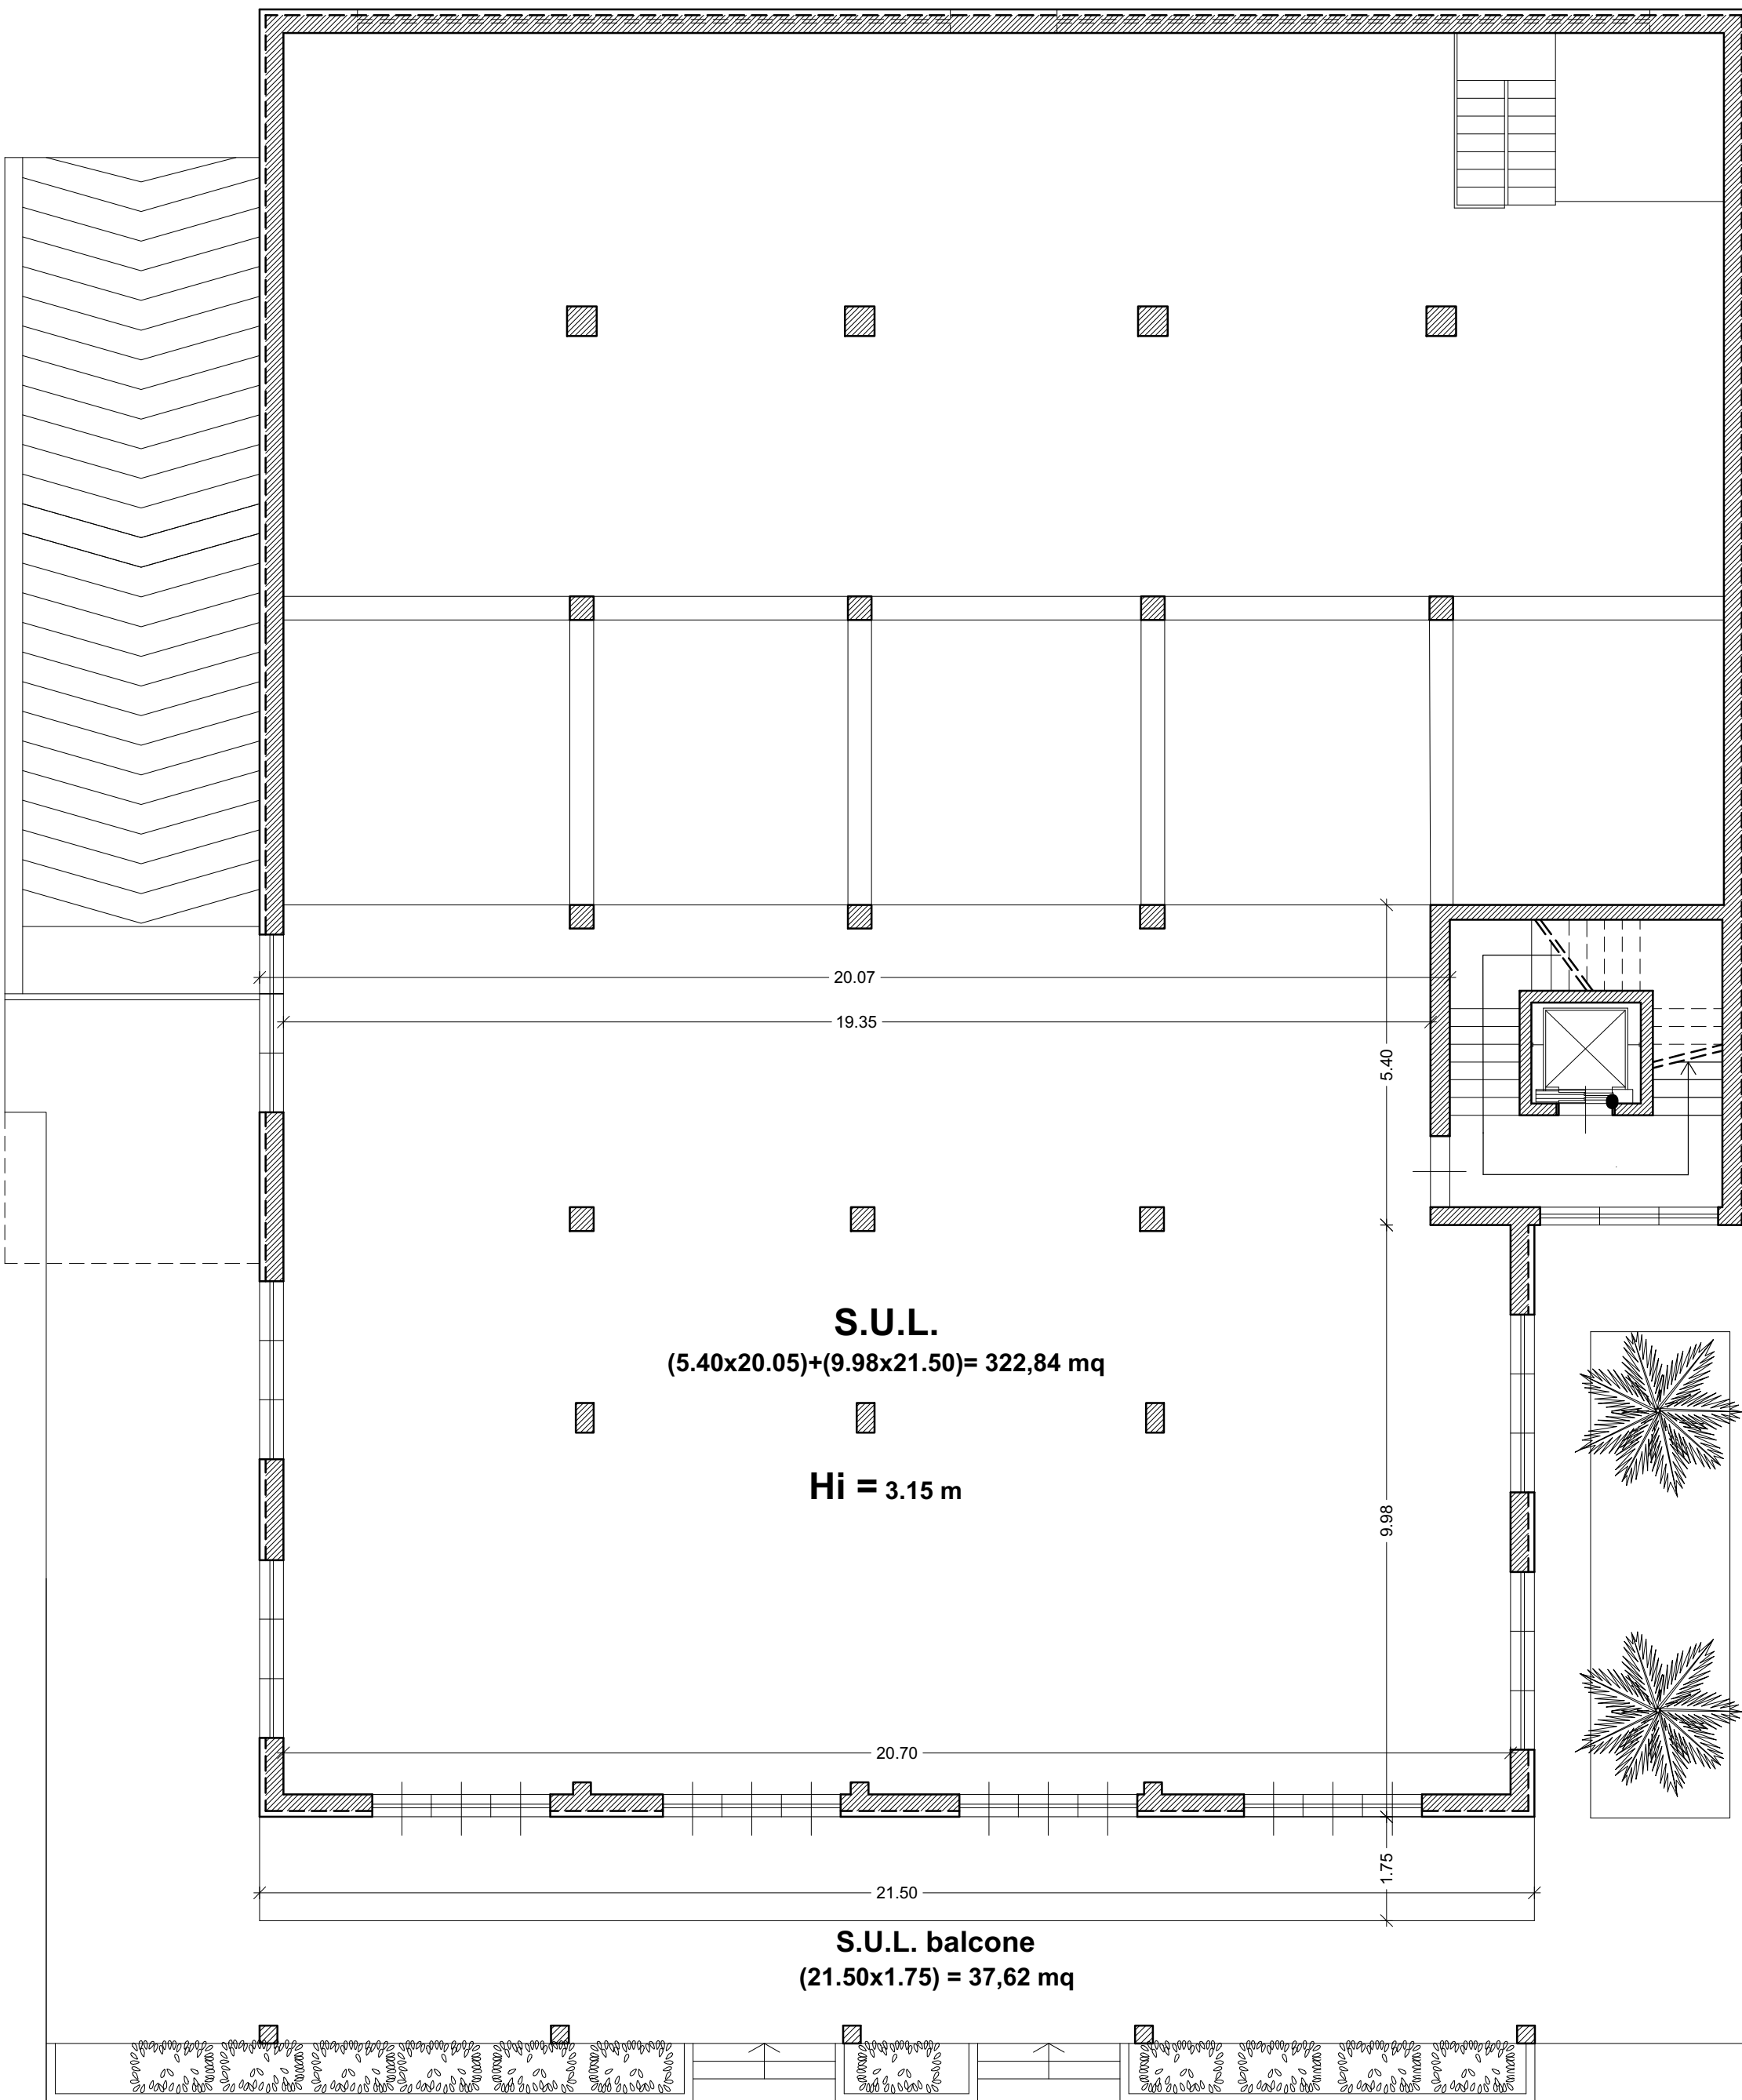 20.07
19.35
5.40
S.U.L.
(5.40x20.05)+(9.98x21.50)= 322,84 mq
Hi = 3.15 m
9.98
20.70
1.75
21.50
S.U.L. balcone
(21.50x1.75) = 37,62 mq